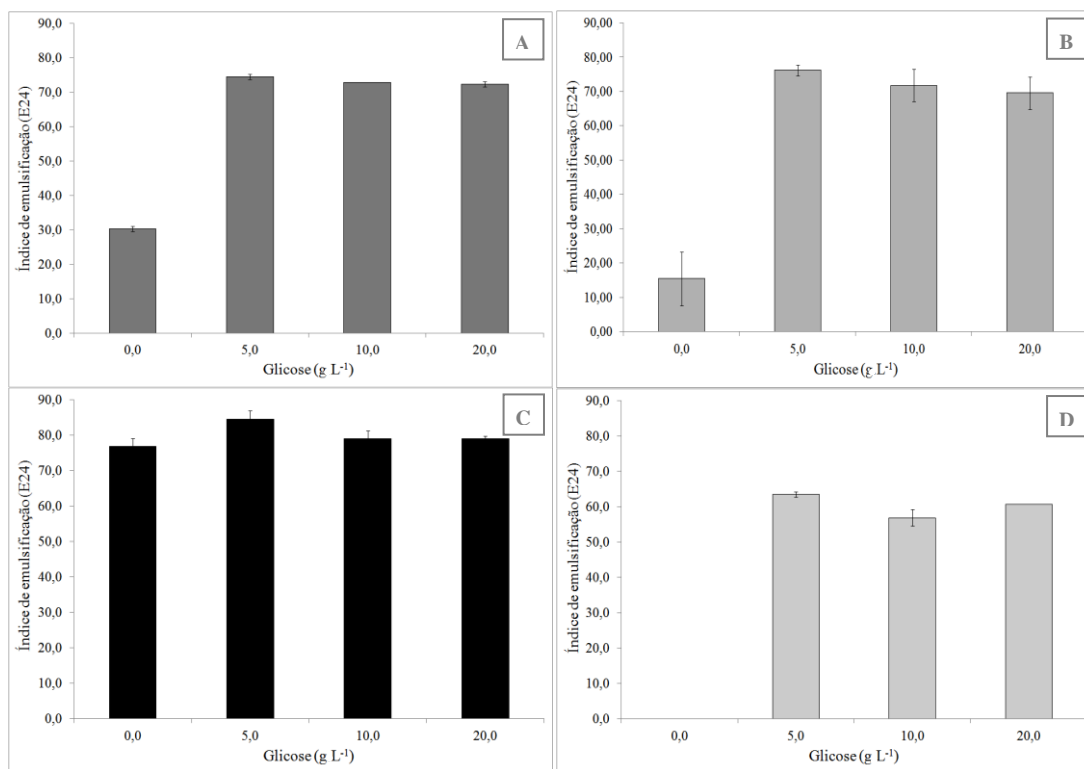 A
Índice de emulsificação (E24)
90,0
80,0
70,0
60,0
50,0
40,0
30,0
20,0
10,0
0,0
0,0 5,0 10,0 20,0
Glicose (g L⁻¹)
B
Índice de emulsificação (E24)
90,00
80,00
70,00
60,00
50,00
40,00
30,00
20,00
10,00
0,00
0,0 5,0 10,0 20,0
Glicose (g L⁻¹)
C
Índice de emulsificação (E24)
90,0
80,0
70,0
60,0
50,0
40,0
30,0
20,0
10,0
0,0
0,0 5,0 10,0 20,0
Glicose (g L⁻¹)
D
Índice de emulsificação (E24)
90,0
80,0
70,0
60,0
50,0
40,0
30,0
20,0
10,0
0,0
0,0 5,0 10,0 20,0
Glicose (g L⁻¹)